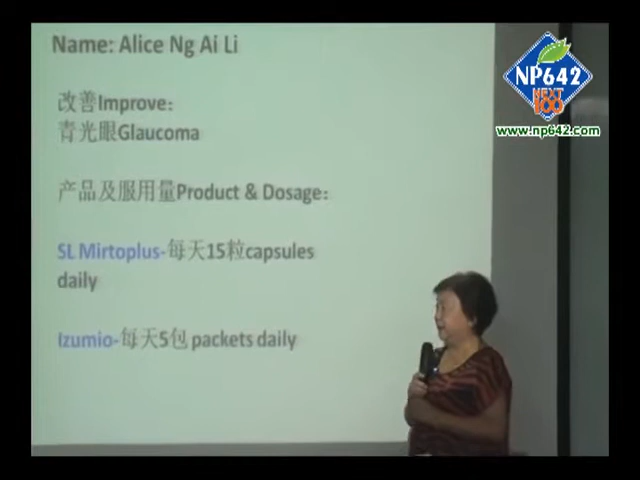 Name: Alice Ng Ai Li
改善Improve:
青光眼Glaucoma
产品及服用量Product & Dosage:
SL Mirtoplus-每天15粒capsules
daily
Izumio-每天5包 packets daily
NP642
NEXT
100
www.np642.com